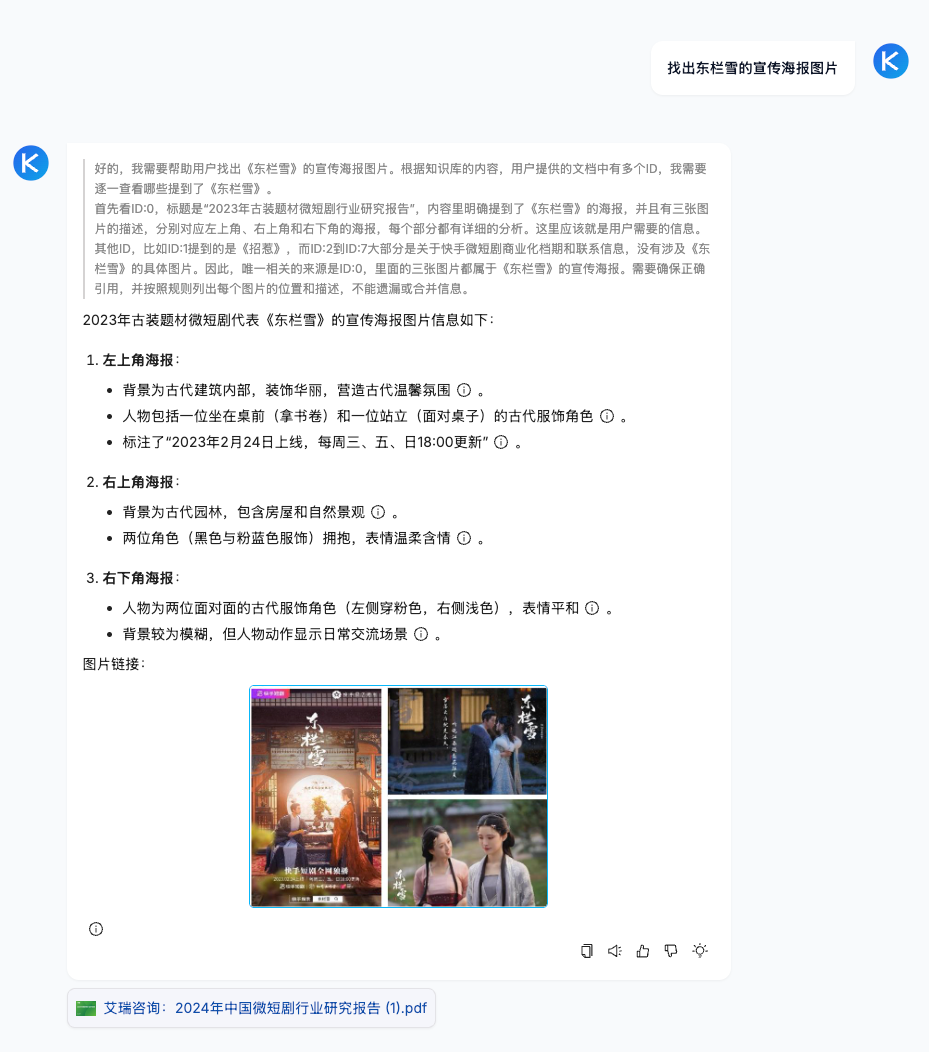 找出东栏雪的宣传海报图片
好的，我需要帮助用户找出《东栏雪》的宣传海报图片。根据知识库的内容，用户提供的文档中有多个ID，我需要
逐一查看哪些提到了《东栏雪》。
首先看ID:0，标题是“2023年古装题材微短剧行业研究报告”，内容里明确提到了《东栏雪》的海报，并且有三张图
片的描述，分别对应左上角、右上角和右下角的海报，每个部分都有详细的分析。这里应该就是用户需要的信息。
其他ID，比如ID:1提到的是《招惹》，而ID:2到ID:7大部分是关于快手微短剧商业化档期和联系信息，没有涉及《东
栏雪》的具体图片。因此，唯一相关的来源是ID:0，里面的三张图片都属于《东栏雪》的宣传海报。需要确保正确
引用，并按照规则列出每个图片的位置和描述，不能遗漏或合并信息。
2023年古装题材微短剧代表《东栏雪》的宣传海报图片信息如下：
1. 左上角海报：
背景为古代建筑内部，装饰华丽，营造古代温馨氛围 。
人物包括一位坐在桌前（拿书卷）和一位站立（面对桌子）的古代服饰角色 。
标注了“2023年2月24日上线，每周三、五、日18:00更新” 。
2. 右上角海报：
背景为古代园林，包含房屋和自然景观 。
两位角色（黑色与粉蓝色服饰）拥抱，表情温柔含情 。
3. 右下角海报：
人物为两位面对面的古代服饰角色（左侧穿粉色，右侧浅色），表情平和 。
背景较为模糊，但人物动作显示日常交流场景 。
图片链接：
东栏雪
快手短剧全网独播
东栏雪
东栏雪
艾瑞咨询：2024年中国微短剧行业研究报告 (1).pdf